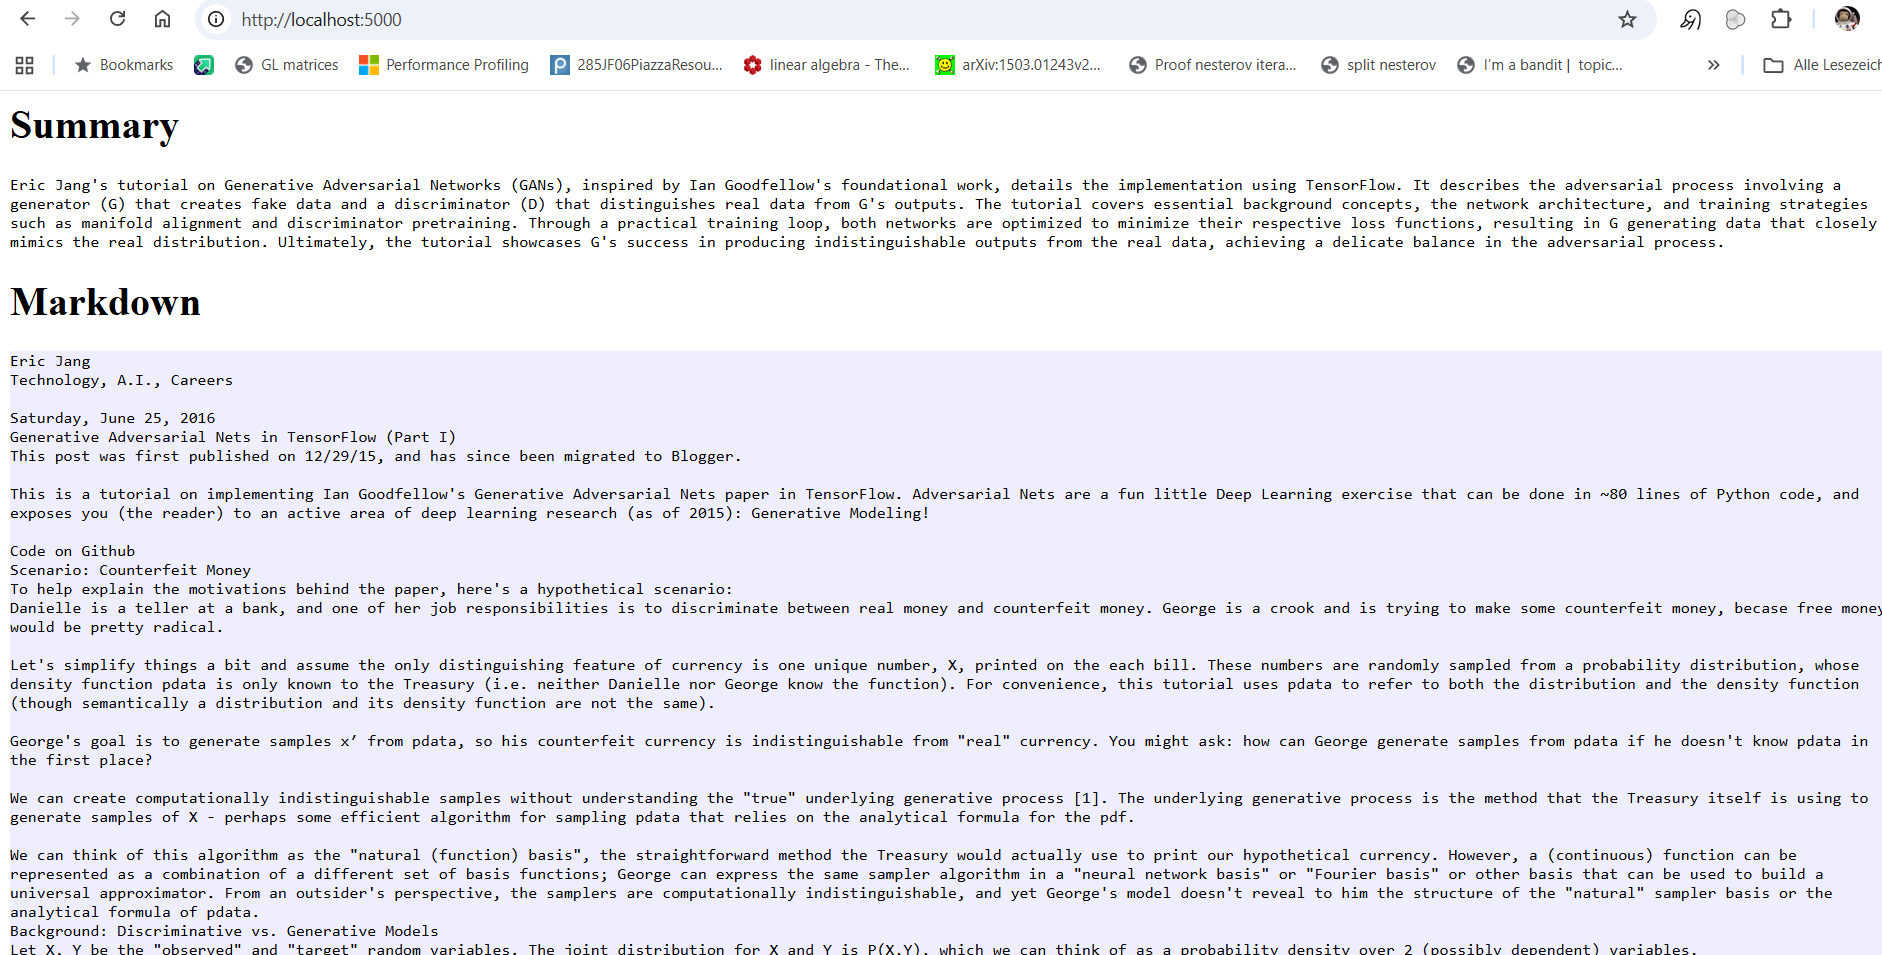 http://localhost:5000
Bookmarks GL matrices Performance Profiling 285JF06PiazzaResou... linear algebra - The... arXiv:1503.01243v2... Proof nesterov itera... split nesterov I'm a bandit | topic... » Alle Lesezeich
Summary
Eric Jang's tutorial on Generative Adversarial Networks (GANs), inspired by Ian Goodfellow's foundational work, details the implementation using TensorFlow. It describes the adversarial process involving a
generator (G) that creates fake data and a discriminator (D) that distinguishes real data from G's outputs. The tutorial covers essential background concepts, the network architecture, and training strategies
such as manifold alignment and discriminator pretraining. Through a practical training loop, both networks are optimized to minimize their respective loss functions, resulting in G generating data that closely
mimics the real distribution. Ultimately, the tutorial showcases G's success in producing indistinguishable outputs from the real data, achieving a delicate balance in the adversarial process.
Markdown
Eric Jang
Technology, A.I., Careers
Saturday, June 25, 2016
Generative Adversarial Nets in TensorFlow (Part I)
This post was first published on 12/29/15, and has since been migrated to Blogger.
This is a tutorial on implementing Ian Goodfellow's Generative Adversarial Nets paper in TensorFlow. Adversarial Nets are a fun little Deep Learning exercise that can be done in ~80 lines of Python code, and
exposes you (the reader) to an active area of deep learning research (as of 2015): Generative Modeling!
Code on Github
Scenario: Counterfeit Money
To help explain the motivations behind the paper, here's a hypothetical scenario:
Danielle is a teller at a bank, and one of her job responsibilities is to discriminate between real money and counterfeit money. George is a crook and is trying to make some counterfeit money, becase free money
would be pretty radical.
Let's simplify things a bit and assume the only distinguishing feature of currency is one unique number, X, printed on the each bill. These numbers are randomly sampled from a probability distribution, whose
density function pdata is only known to the Treasury (i.e. neither Danielle nor George know the function). For convenience, this tutorial uses pdata to refer to both the distribution and the density function
(though semantically a distribution and its density function are not the same).
George's goal is to generate samples x′ from pdata, so his counterfeit currency is indistinguishable from "real" currency. You might ask: how can George generate samples from pdata if he doesn't know pdata in
the first place?
We can create computationally indistinguishable samples without understanding the "true" underlying generative process [1]. The underlying generative process is the method that the Treasury itself is using to
generate samples of X - perhaps some efficient algorithm for sampling pdata that relies on the analytical formula for the pdf.
We can think of this algorithm as the "natural (function) basis", the straightforward method the Treasury would actually use to print our hypothetical currency. However, a (continuous) function can be
represented as a combination of a different set of basis functions; George can express the same sampler algorithm in a "neural network basis" or "Fourier basis" or other basis that can be used to build a
universal approximator. From an outsider's perspective, the samplers are computationally indistinguishable, and yet George's model doesn't reveal to him the structure of the "natural" sampler basis or the
analytical formula of pdata.
Background: Discriminative vs. Generative Models
Let X, Y be the "observed" and "target" random variables. The joint distribution for X and Y is P(X,Y), which we can think of as a probability density over 2 (possibly dependent) variables.